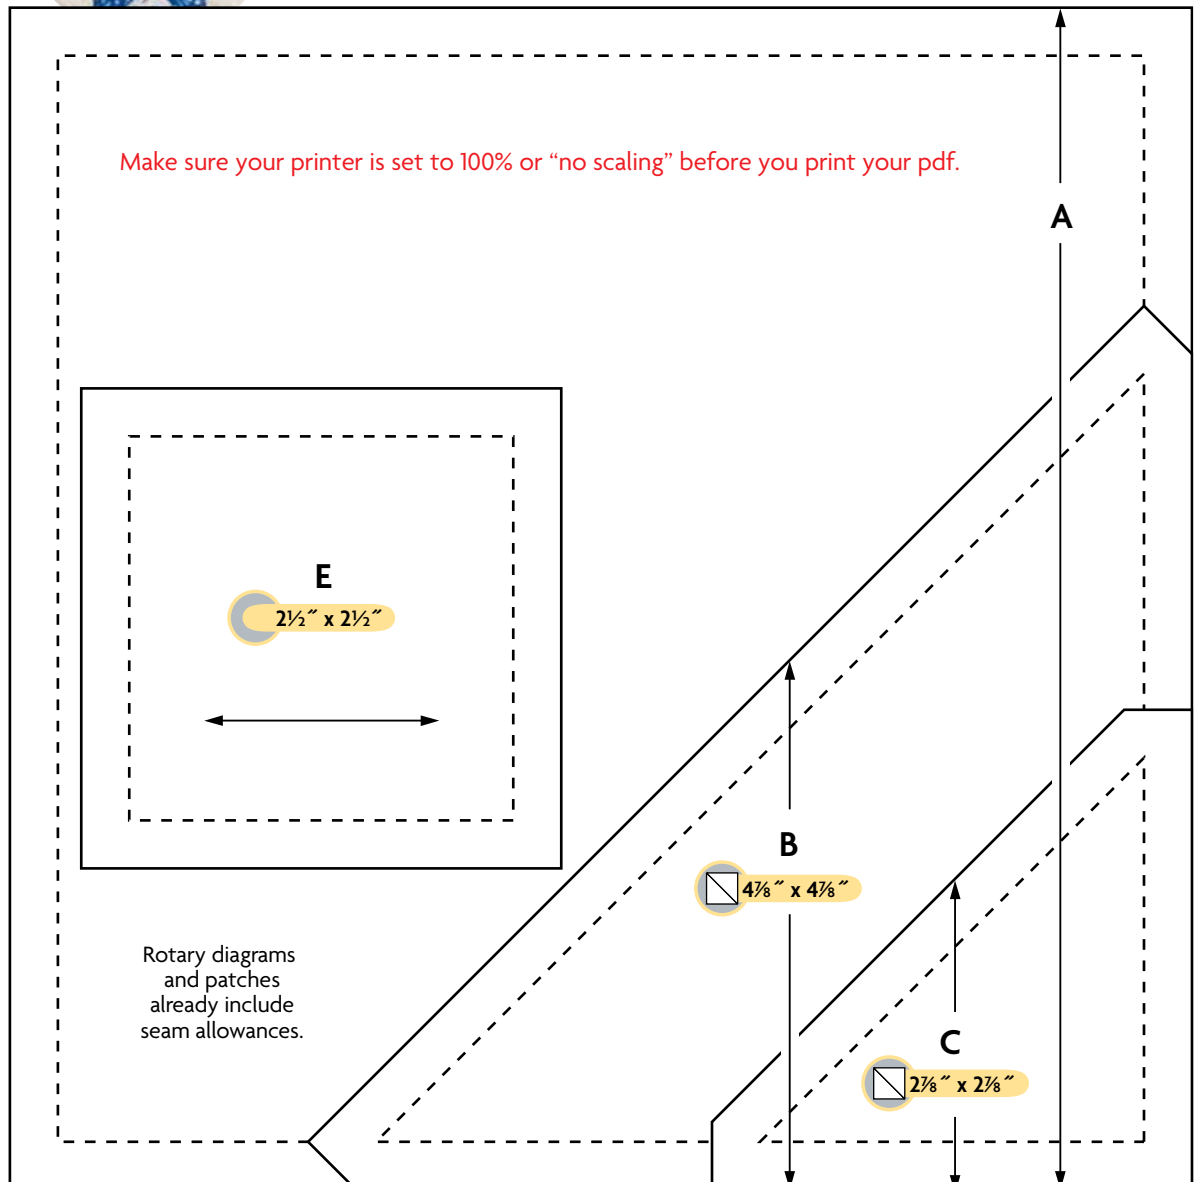 Make sure your printer is set to 100% or “no scaling” before you print your pdf.
A
E
2½˝ x 2½˝
B
4⅞˝ x 4⅞˝
Rotary diagrams
and patches
already include
seam allowances.
C
2⅞˝ x 2⅞˝